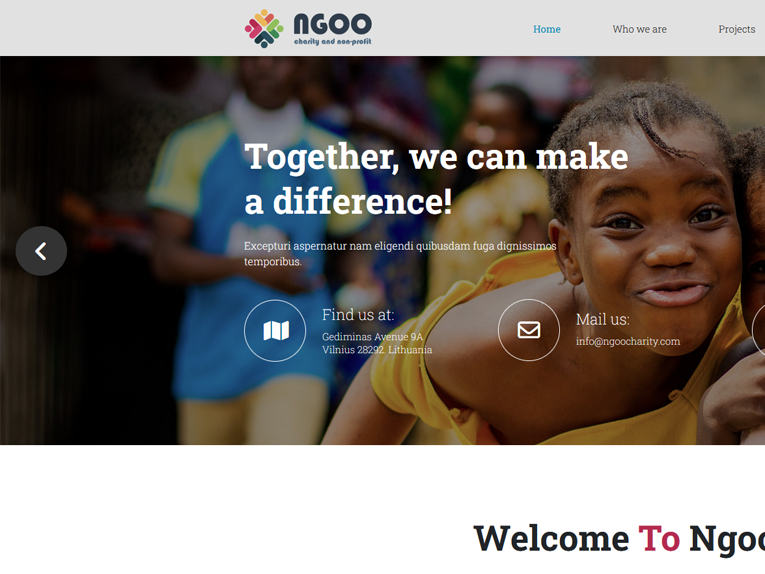 NGOO
charity and non-profit
Home
Who we are
Projects
Together, we can make
a difference!
Excepturi aspernatur nam eligendi quibusdam fuga dignissimos
temporibus.
Find us at:
Gediminas Avenue 9A
Vilnius 28292, Lithuania
Mail us:
info@ngoocharity.com
Welcome To Ngoo